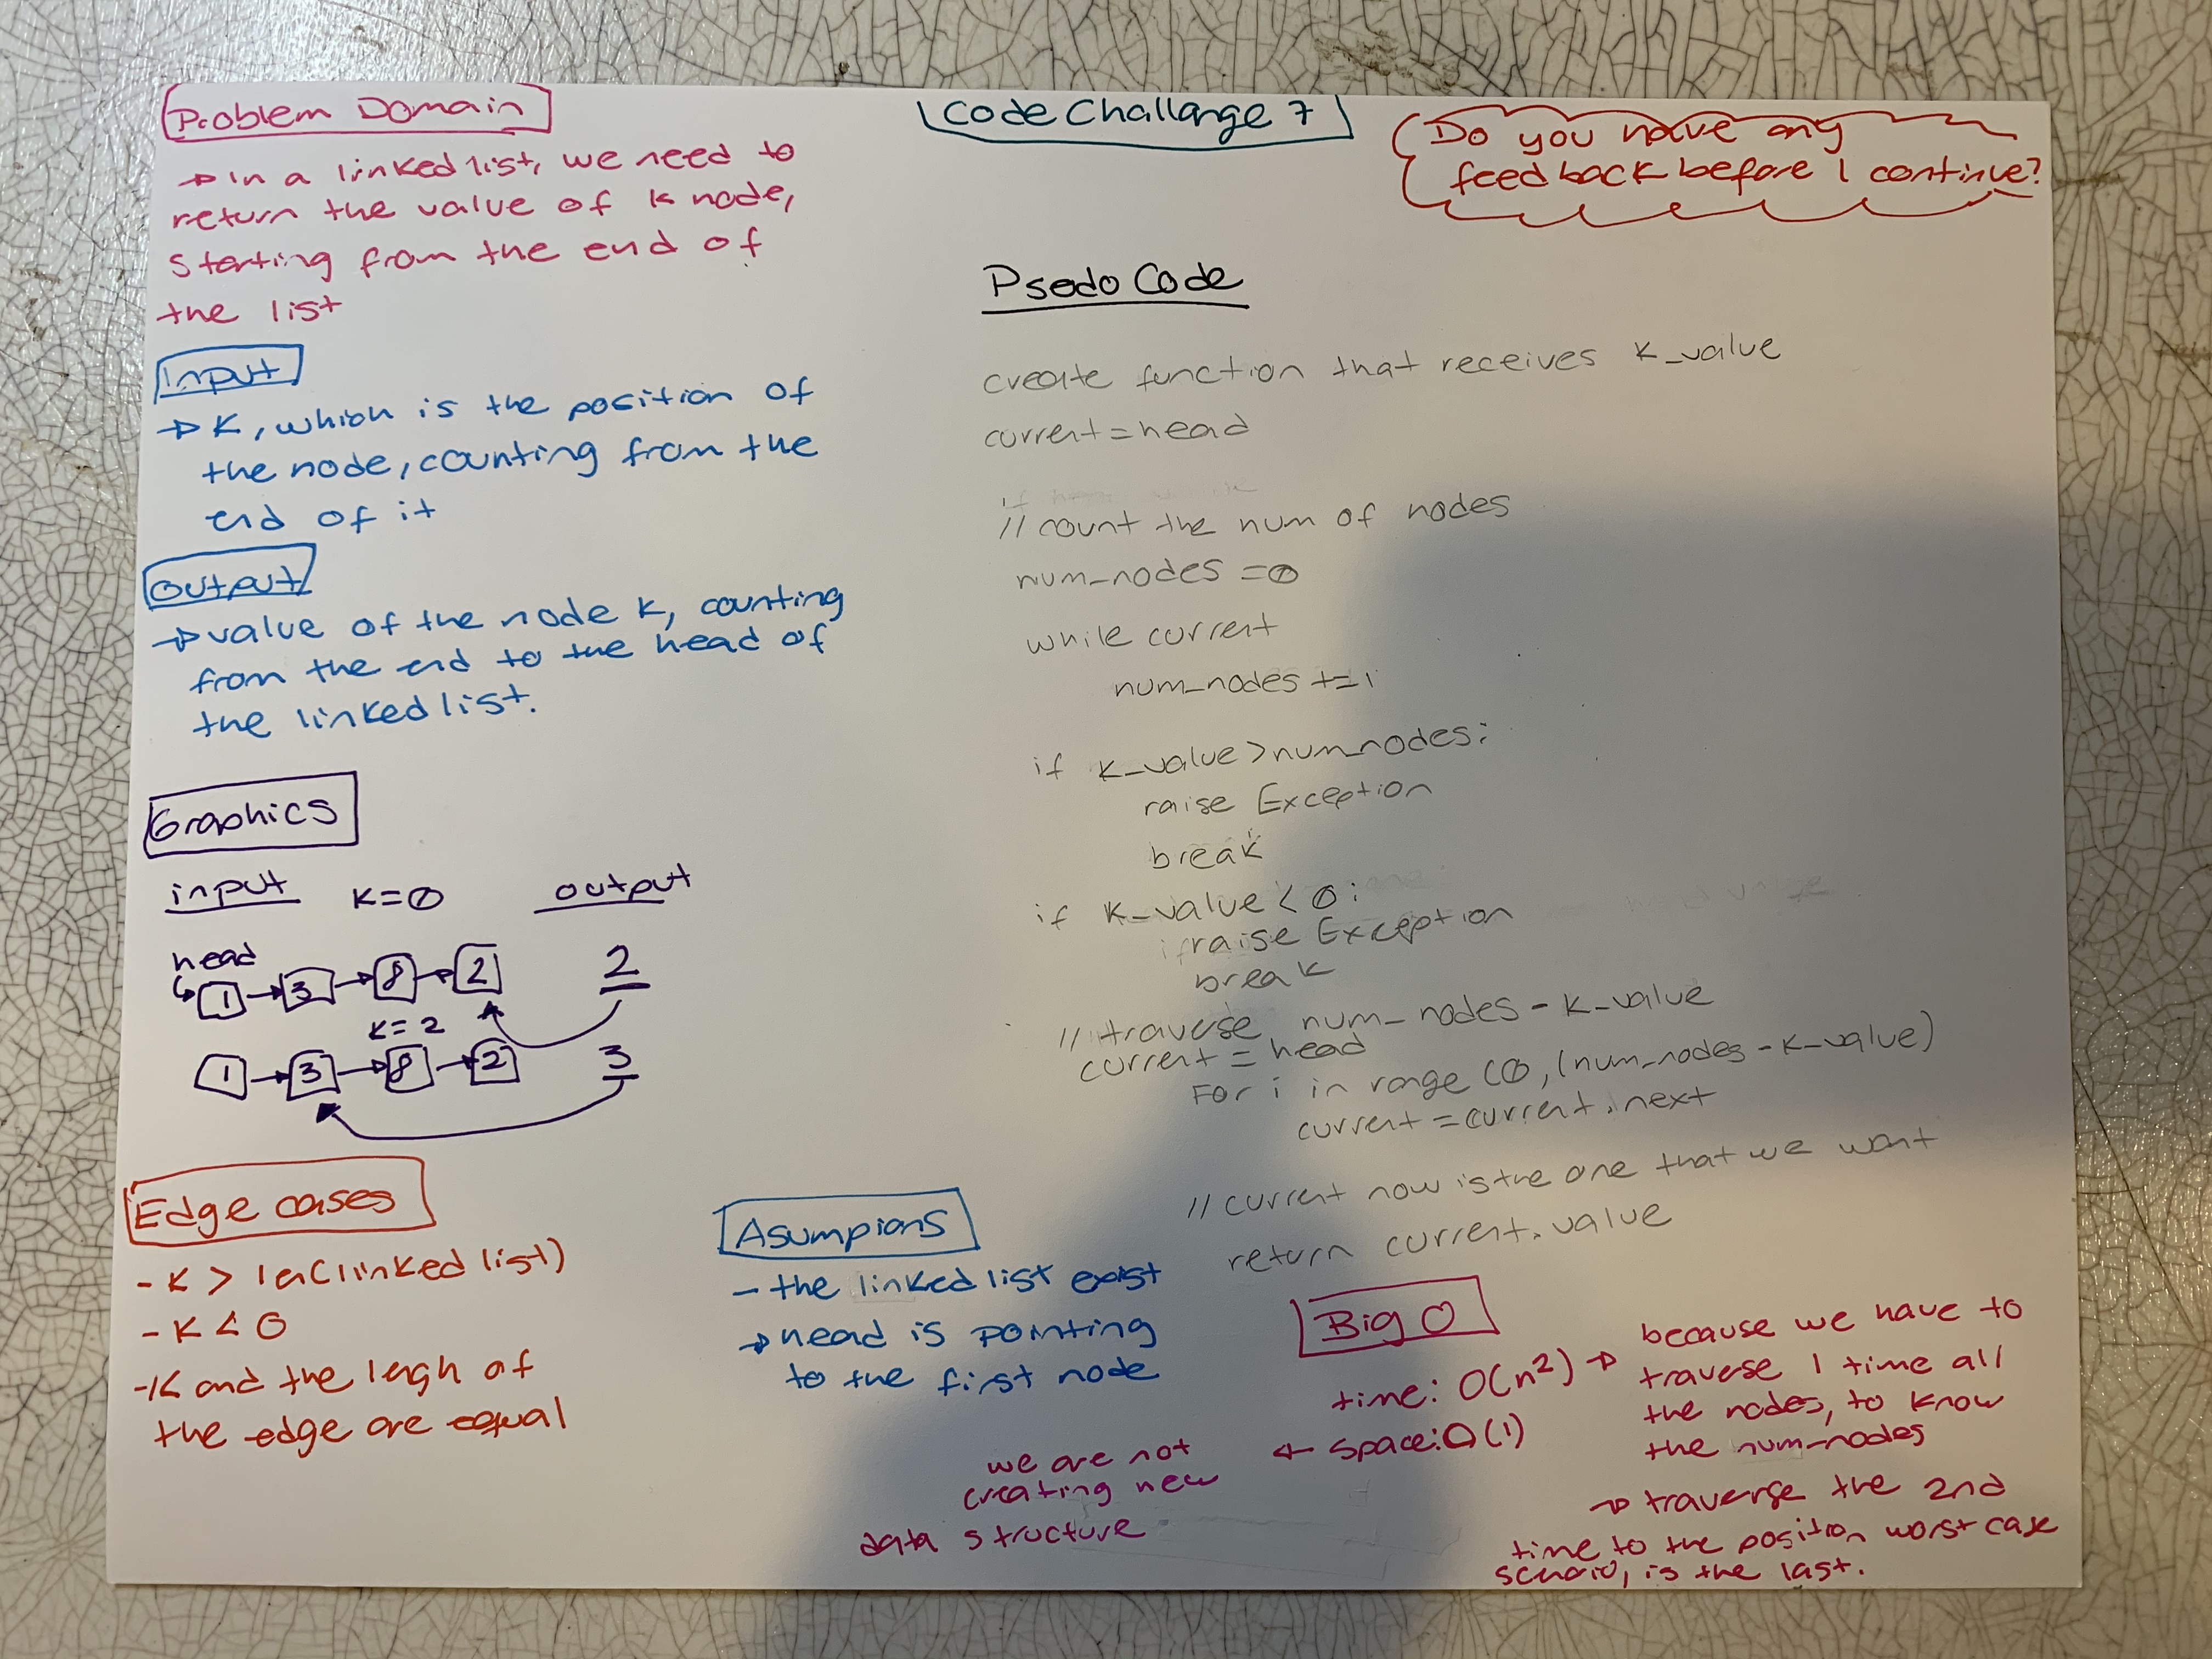 Problem Domain
→ in a linked list, we need to
return the value of k node,
starting from the end of
the list
Input
→ K, which is the position of
the node, counting from the
end of it
Output
→ value of the node K, counting
from the end to the head of
the linked list.
Graphics
input K=0 output
head
1 → 3 → 8 → 2 2
K=2
1 → 3 → 8 → 2 3
Edge cases
- K > len(linked list)
- K < 0
- K and the lengh of
the edge are equal
Code Challange 7
Do you have any
feedback before I continue?
Psedo Code
create function that receives k_value
current = head
// count the num of nodes
num_nodes = 0
while current
num_nodes += 1
if k_value > num_nodes:
raise Exception
break
if k_value < 0:
raise Exception
break
// traverse num_nodes - k_value
current = head
For i in range (0, (num_nodes - k_value)
current = current.next
// current now is the one that we want
return current.value
Asumpions
- the linked list exist
→ head is pointing
to the first node
Big O
time: O(n²) → because we have to
traverse 1 time all
the nodes, to know
the num-nodes
→ traverse the 2nd
time to the position worst case
is the last.
← space: O(1)
we are not
creating new
data structure